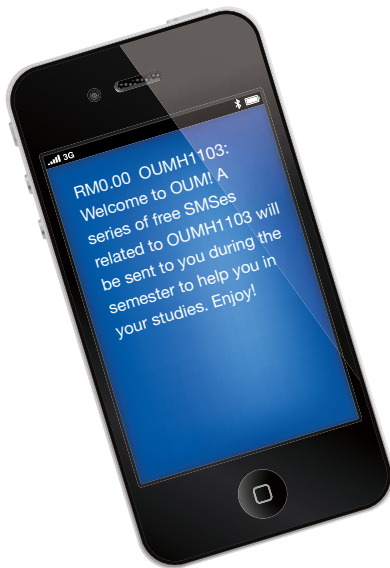 3G
RM0.00 OUMH1103:
Welcome to OUM! A
series of free SMSes
related to OUMH1103 will
be sent to you during the
semester to help you in
your studies. Enjoy!